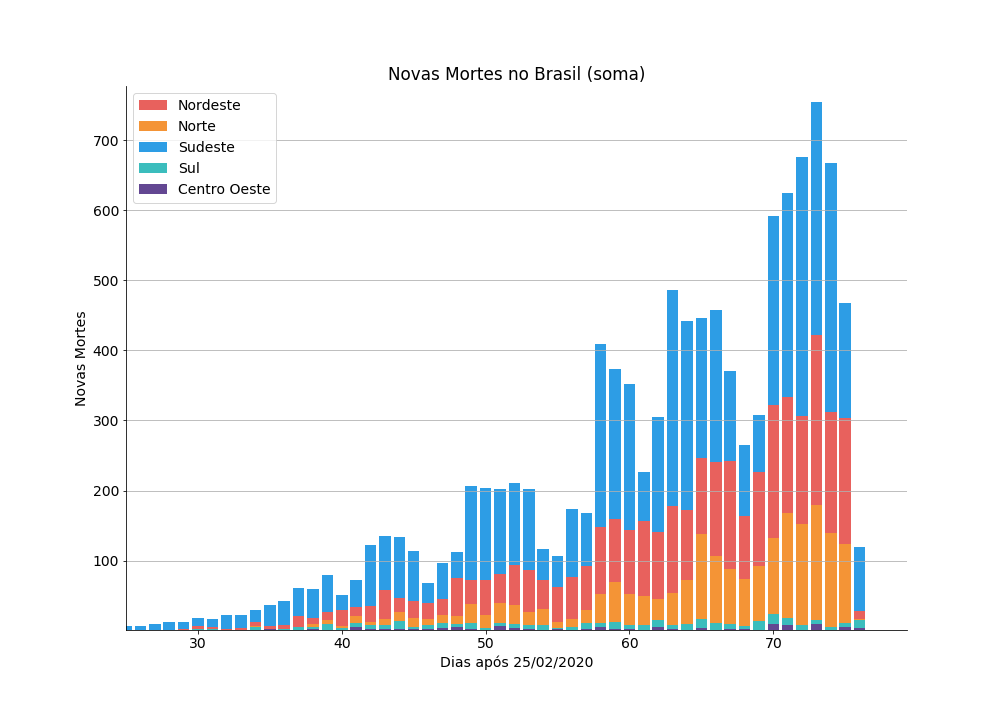 Novas Mortes no Brasil (soma)
Nordeste
Norte
Sudeste
Sul
Centro Oeste
Novas Mortes
700
600
500
400
300
200
100
30 40 50 60 70
Dias após 25/02/2020